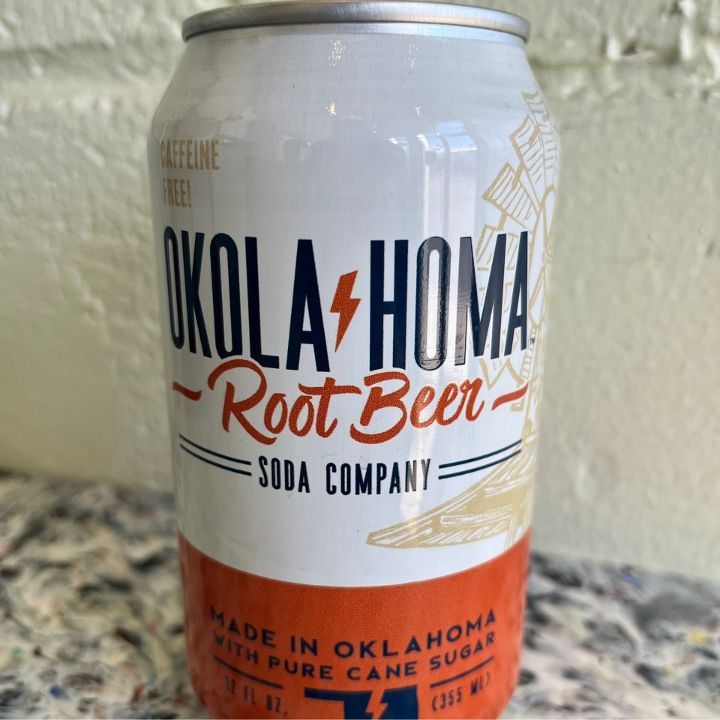 CAFFEINE
FREE!
OKOLA HOMA
Root Beer
SODA COMPANY
MADE IN OKLAHOMA
WITH PURE CANE SUGAR
12 FL OZ. (355 ML)